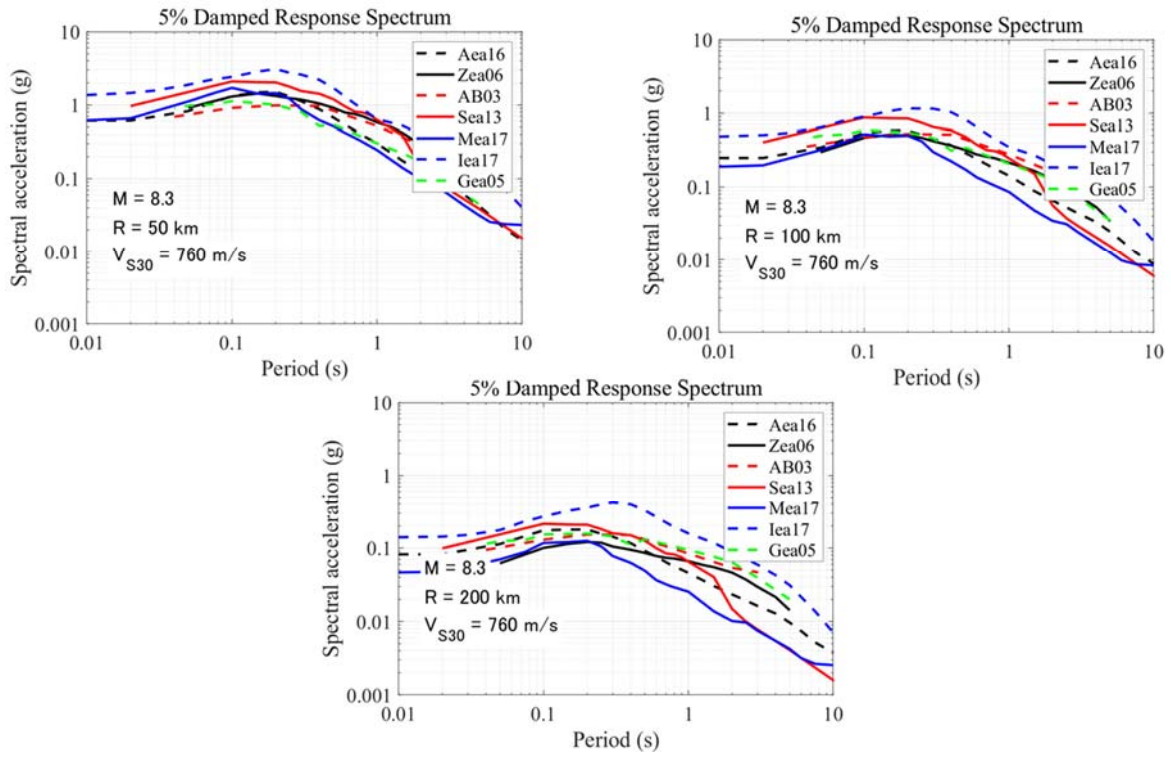 5% Damped Response Spectrum
Spectral acceleration (g)
10
1
0.1
0.01
0.001
0.01
0.1
1
10
Period (s)
Aea16
Zea06
AB03
Sea13
Mea17
Iea17
Gea05
M = 8.3
R = 50 km
V_S30 = 760 m/s
5% Damped Response Spectrum
Spectral acceleration (g)
10
1
0.1
0.01
0.001
0.01
0.1
1
10
Period (s)
Aea16
Zea06
AB03
Sea13
Mea17
Iea17
Gea05
M = 8.3
R = 100 km
V_S30 = 760 m/s
5% Damped Response Spectrum
Spectral acceleration (g)
10
1
0.1
0.01
0.001
0.01
0.1
1
10
Period (s)
Aea16
Zea06
AB03
Sea13
Mea17
Iea17
Gea05
M = 8.3
R = 200 km
V_S30 = 760 m/s